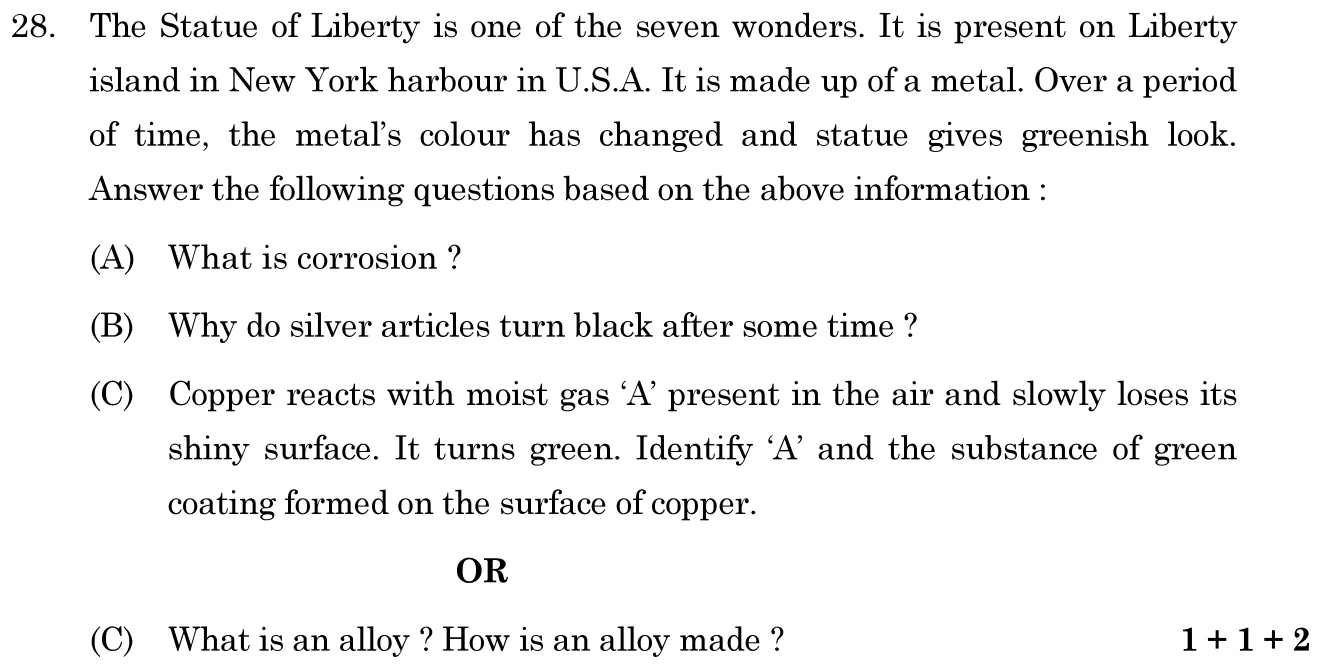 28. The Statue of Liberty is one of the seven wonders. It is present on Liberty
island in New York harbour in U.S.A. It is made up of a metal. Over a period
of time, the metal’s colour has changed and statue gives greenish look.
Answer the following questions based on the above information :
(A) What is corrosion ?
(B) Why do silver articles turn black after some time ?
(C) Copper reacts with moist gas ‘A’ present in the air and slowly loses its
shiny surface. It turns green. Identify ‘A’ and the substance of green
coating formed on the surface of copper.
OR
(C) What is an alloy ? How is an alloy made ? 1 + 1 + 2